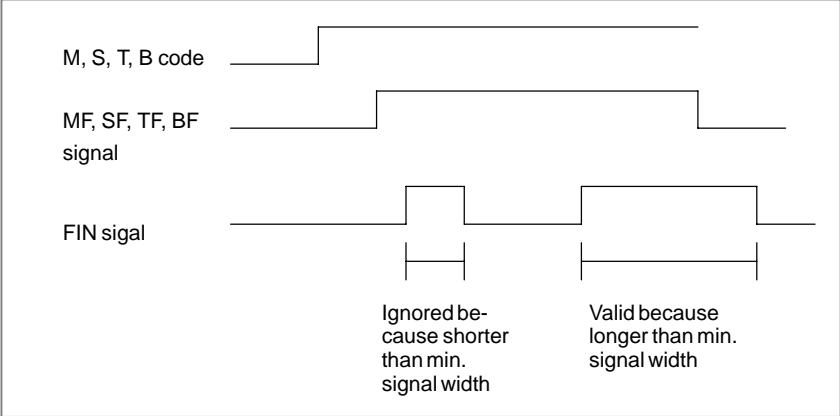 M, S, T, B code
MF, SF, TF, BF
signal
FIN sigal
Ignored be-
cause shorter
than min.
signal width
Valid because
longer than min.
signal width